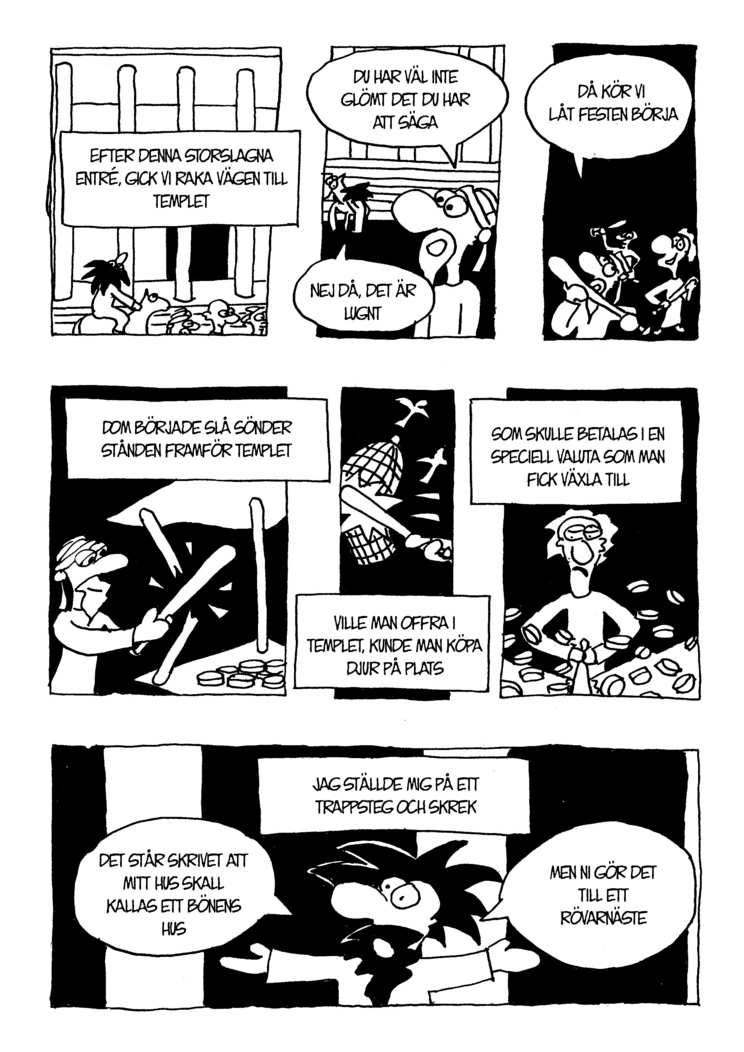 EFTER DENNA STORSLAGNA
ENTRÉ, GICK VI RAKA VÄGEN TILL
TEMPLET
DU HAR VÄL INTE
GLÖMT DET DU HAR
ATT SÄGA
NEJ DÅ, DET ÄR
LUGNT
DÅ KÖR VI
LÅT FESTEN BÖRJA
DOM BÖRJADE SLÅ SÖNDER
STÅNDEN FRAMFÖR TEMPLET
VILLE MAN OFFRA I
TEMPLET, KUNDE MAN KÖPA
DJUR PÅ PLATS
SOM SKULLE BETALAS I EN
SPECIELL VALUTA SOM MAN
FICK VÄXLA TILL
JAG STÄLLDE MIG PÅ ETT
TRAPPSTEG OCH SKREK
DET STÅR SKRIVET ATT
MITT HUS SKALL
KALLAS ETT BÖNENS
HUS
MEN NI GÖR DET
TILL ETT
RÖVARNÄSTE